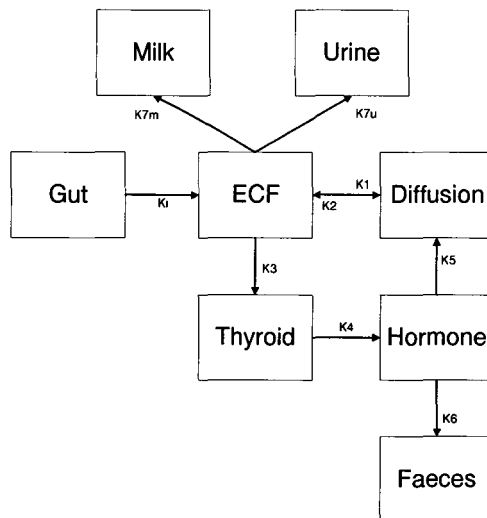 Milk
Urine
K7m
K7u
Gut
Ki
ECF
K1
K2
Diffusion
K3
K5
Thyroid
K4
Hormone
K6
Faeces